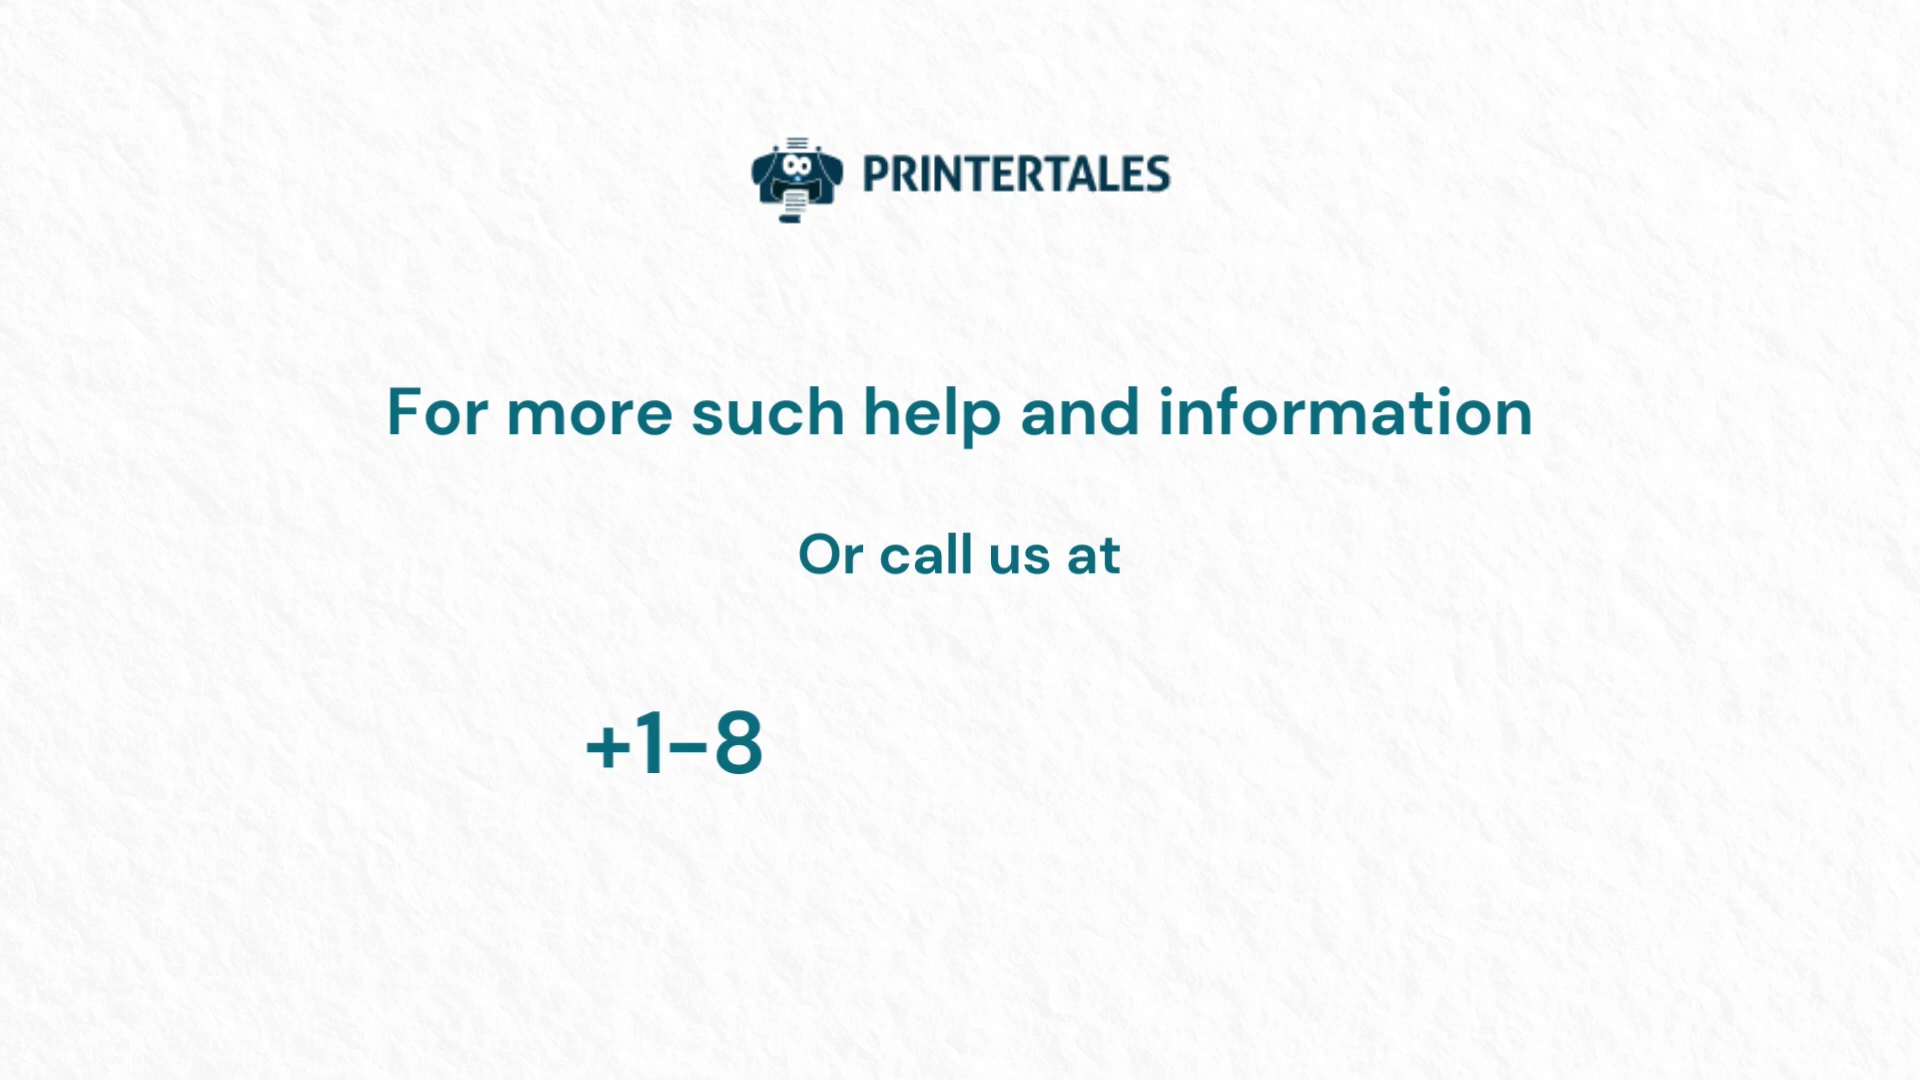 PRINTERTALES
For more such help and information
Or call us at
+1-8